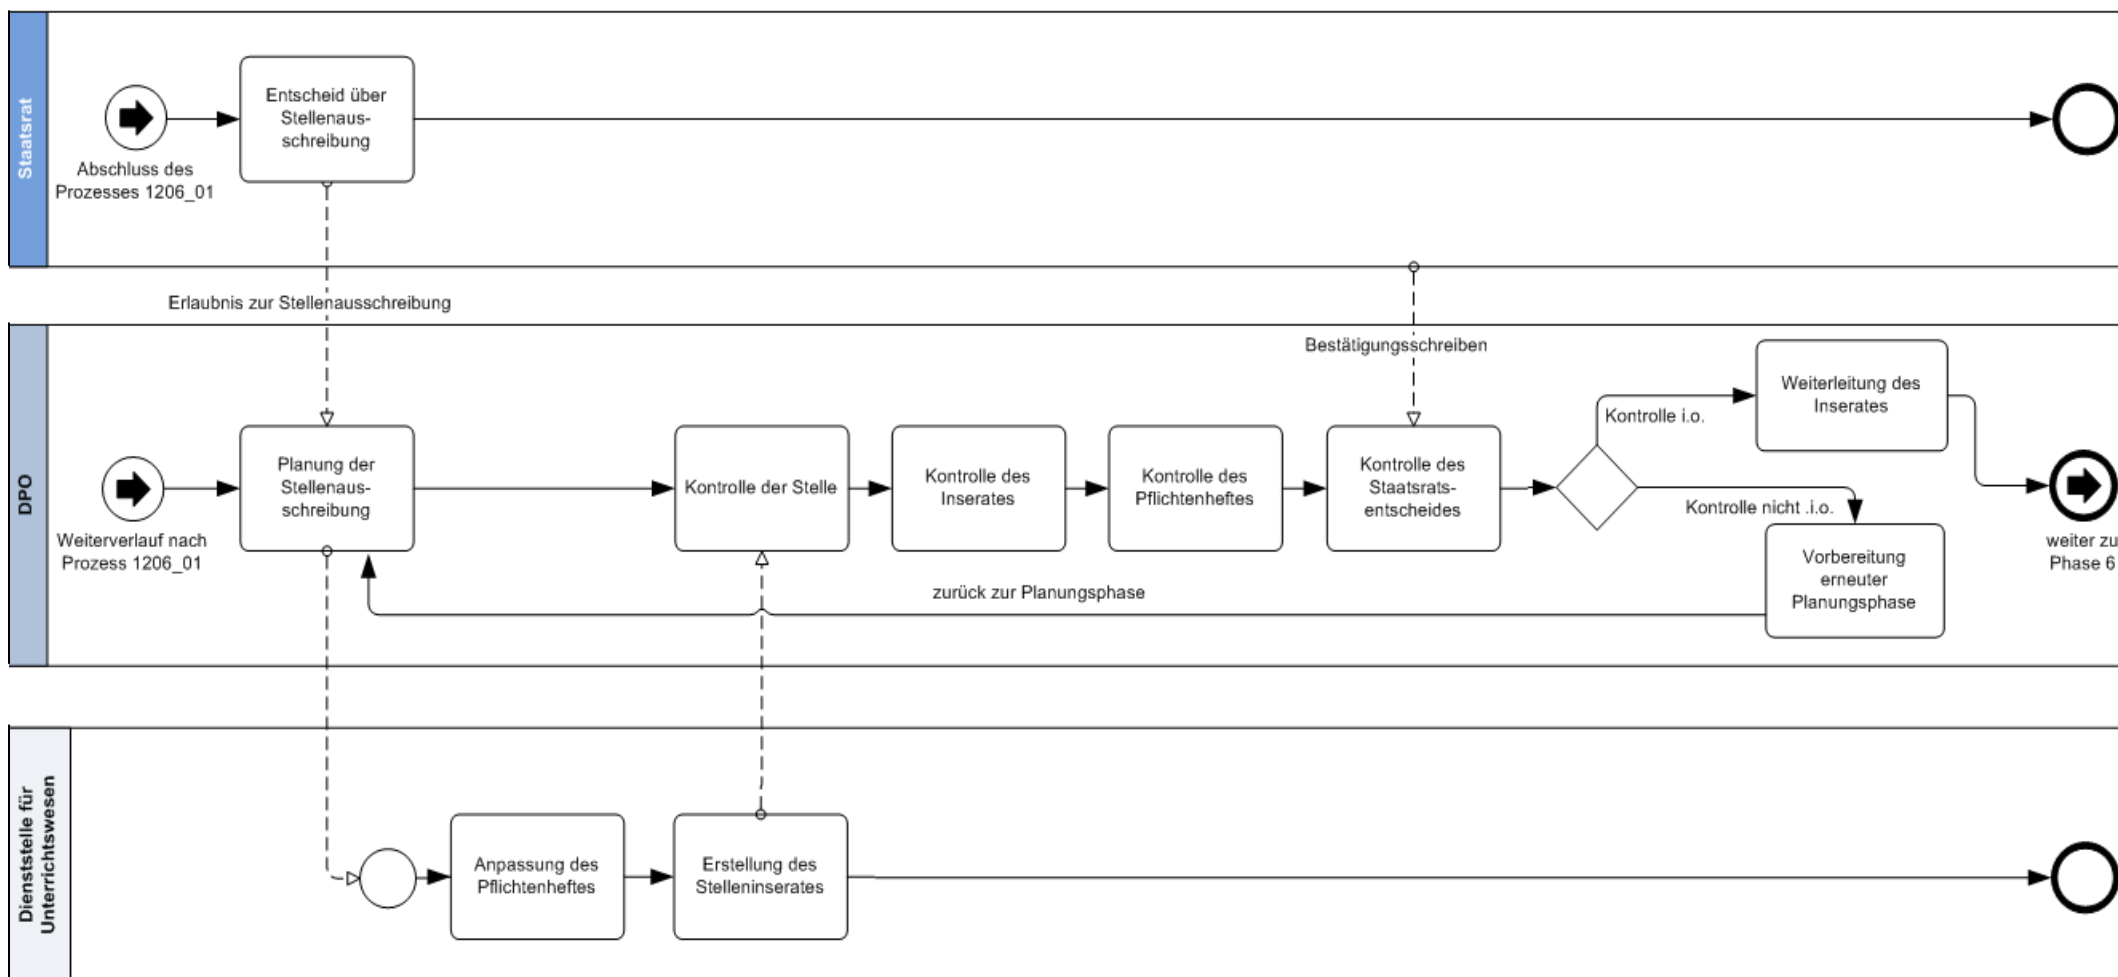 Staatsrat
Entscheid über
Stellenaus-
schreibung
Abschluss des
Prozesses 1206_01
Erlaubnis zur Stellenausschreibung
Bestätigungsschreiben
DPO
Weiterverlauf nach
Prozess 1206_01
Planung der
Stellenaus-
schreibung
Kontrolle der Stelle
Kontrolle des
Inserates
Kontrolle des
Pflichtenheftes
Kontrolle des
Staatsrats-
entscheides
Kontrolle i.o.
Weiterleitung des
Inserates
Kontrolle nicht .i.o.
Vorbereitung
erneuter
Planungsphase
weiter zu
Phase 6
zurück zur Planungsphase
Dienststelle für
Unterrichtswesen
Anpassung des
Pflichtenheftes
Erstellung des
Stelleninserates